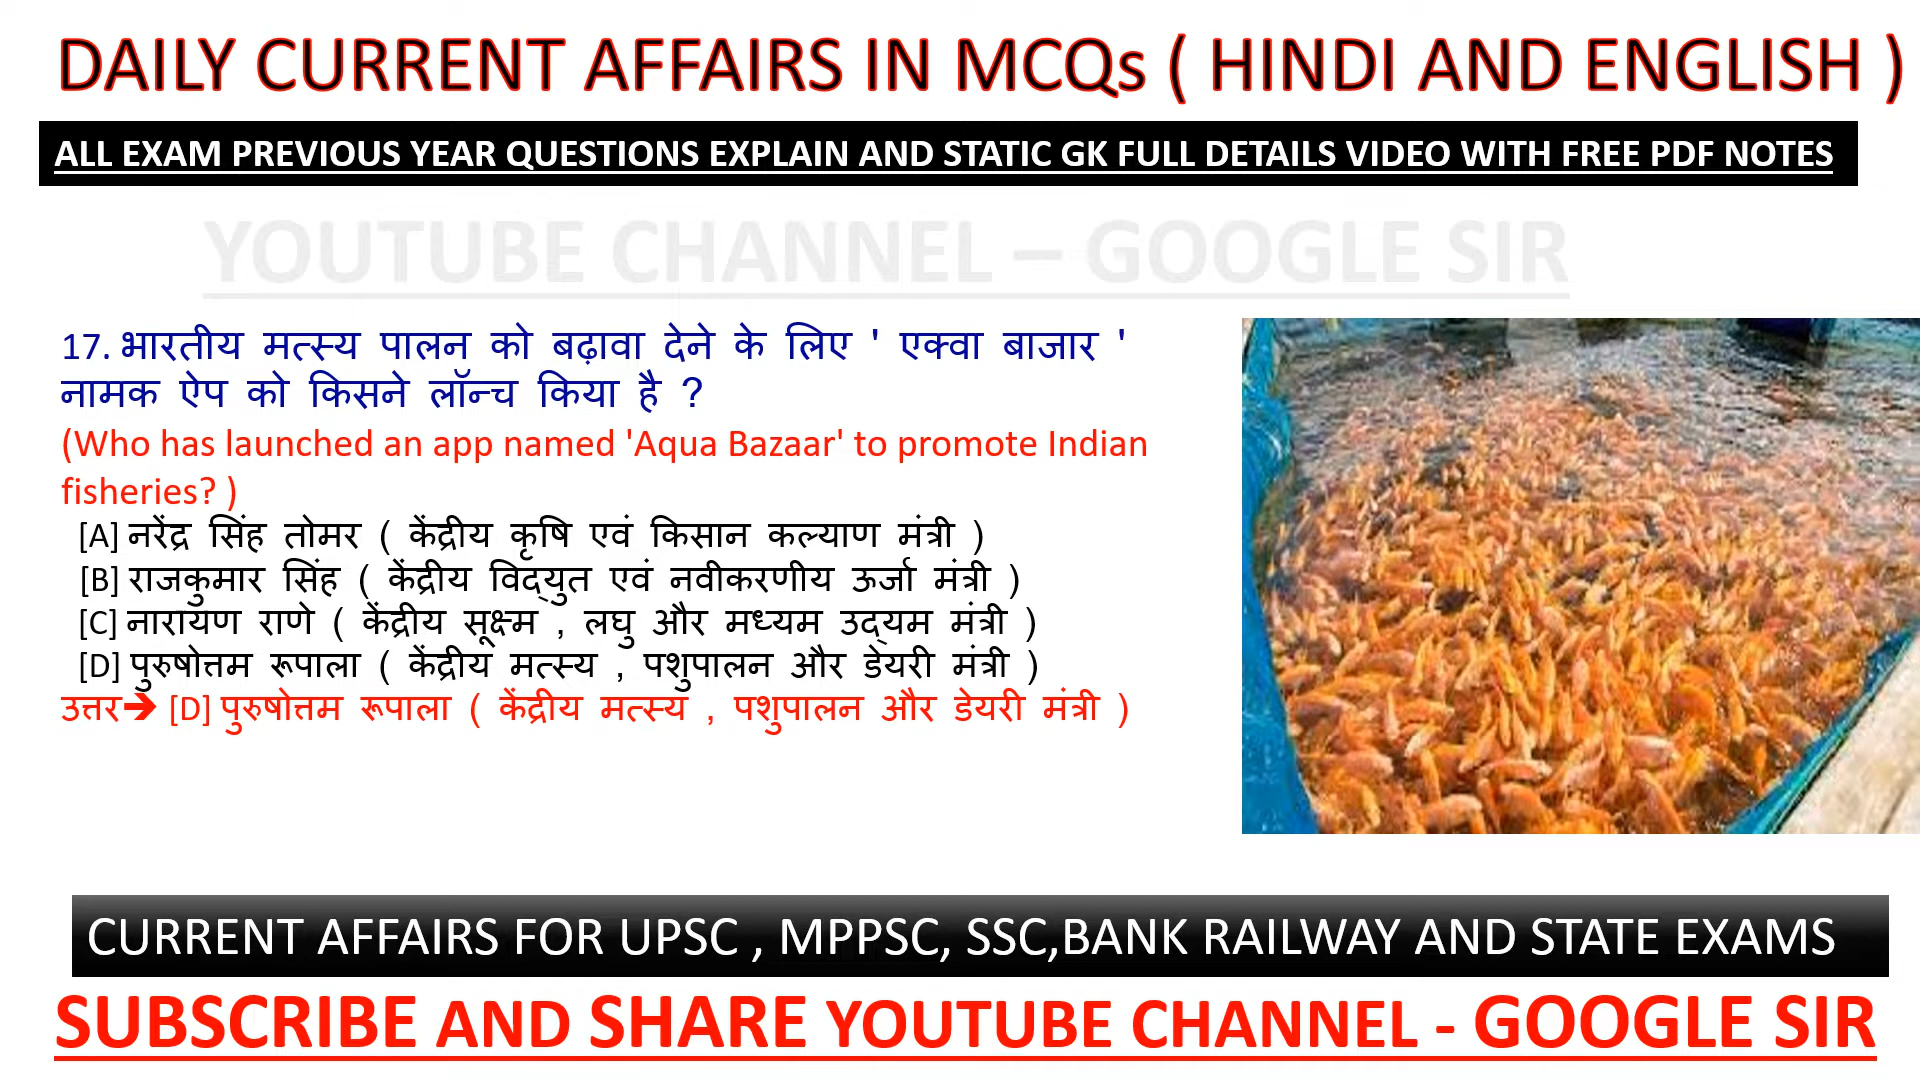 DAILY CURRENT AFFAIRS IN MCQs ( HINDI AND ENGLISH )
ALL EXAM PREVIOUS YEAR QUESTIONS EXPLAIN AND STATIC GK FULL DETAILS VIDEO WITH FREE PDF NOTES
YOUTUBE CHANNEL – GOOGLE SIR
17. भारतीय मत्स्य पालन को बढ़ावा देने के लिए ' एक्वा बाजार '
नामक ऐप को किसने लॉन्च किया है ?
(Who has launched an app named 'Aqua Bazaar' to promote Indian
fisheries? )
[A] नरेंद्र सिंह तोमर ( केंद्रीय कृषि एवं किसान कल्याण मंत्री )
[B] राजकुमार सिंह ( केंद्रीय विद्युत एवं नवीकरणीय ऊर्जा मंत्री )
[C] नारायण राणे ( केंद्रीय सूक्ष्म , लघु और मध्यम उद्यम मंत्री )
[D] पुरुषोत्तम रूपाला ( केंद्रीय मत्स्य , पशुपालन और डेयरी मंत्री )
उत्तर➔ [D] पुरुषोत्तम रूपाला ( केंद्रीय मत्स्य , पशुपालन और डेयरी मंत्री )
CURRENT AFFAIRS FOR UPSC , MPPSC, SSC,BANK RAILWAY AND STATE EXAMS
SUBSCRIBE AND SHARE YOUTUBE CHANNEL - GOOGLE SIR